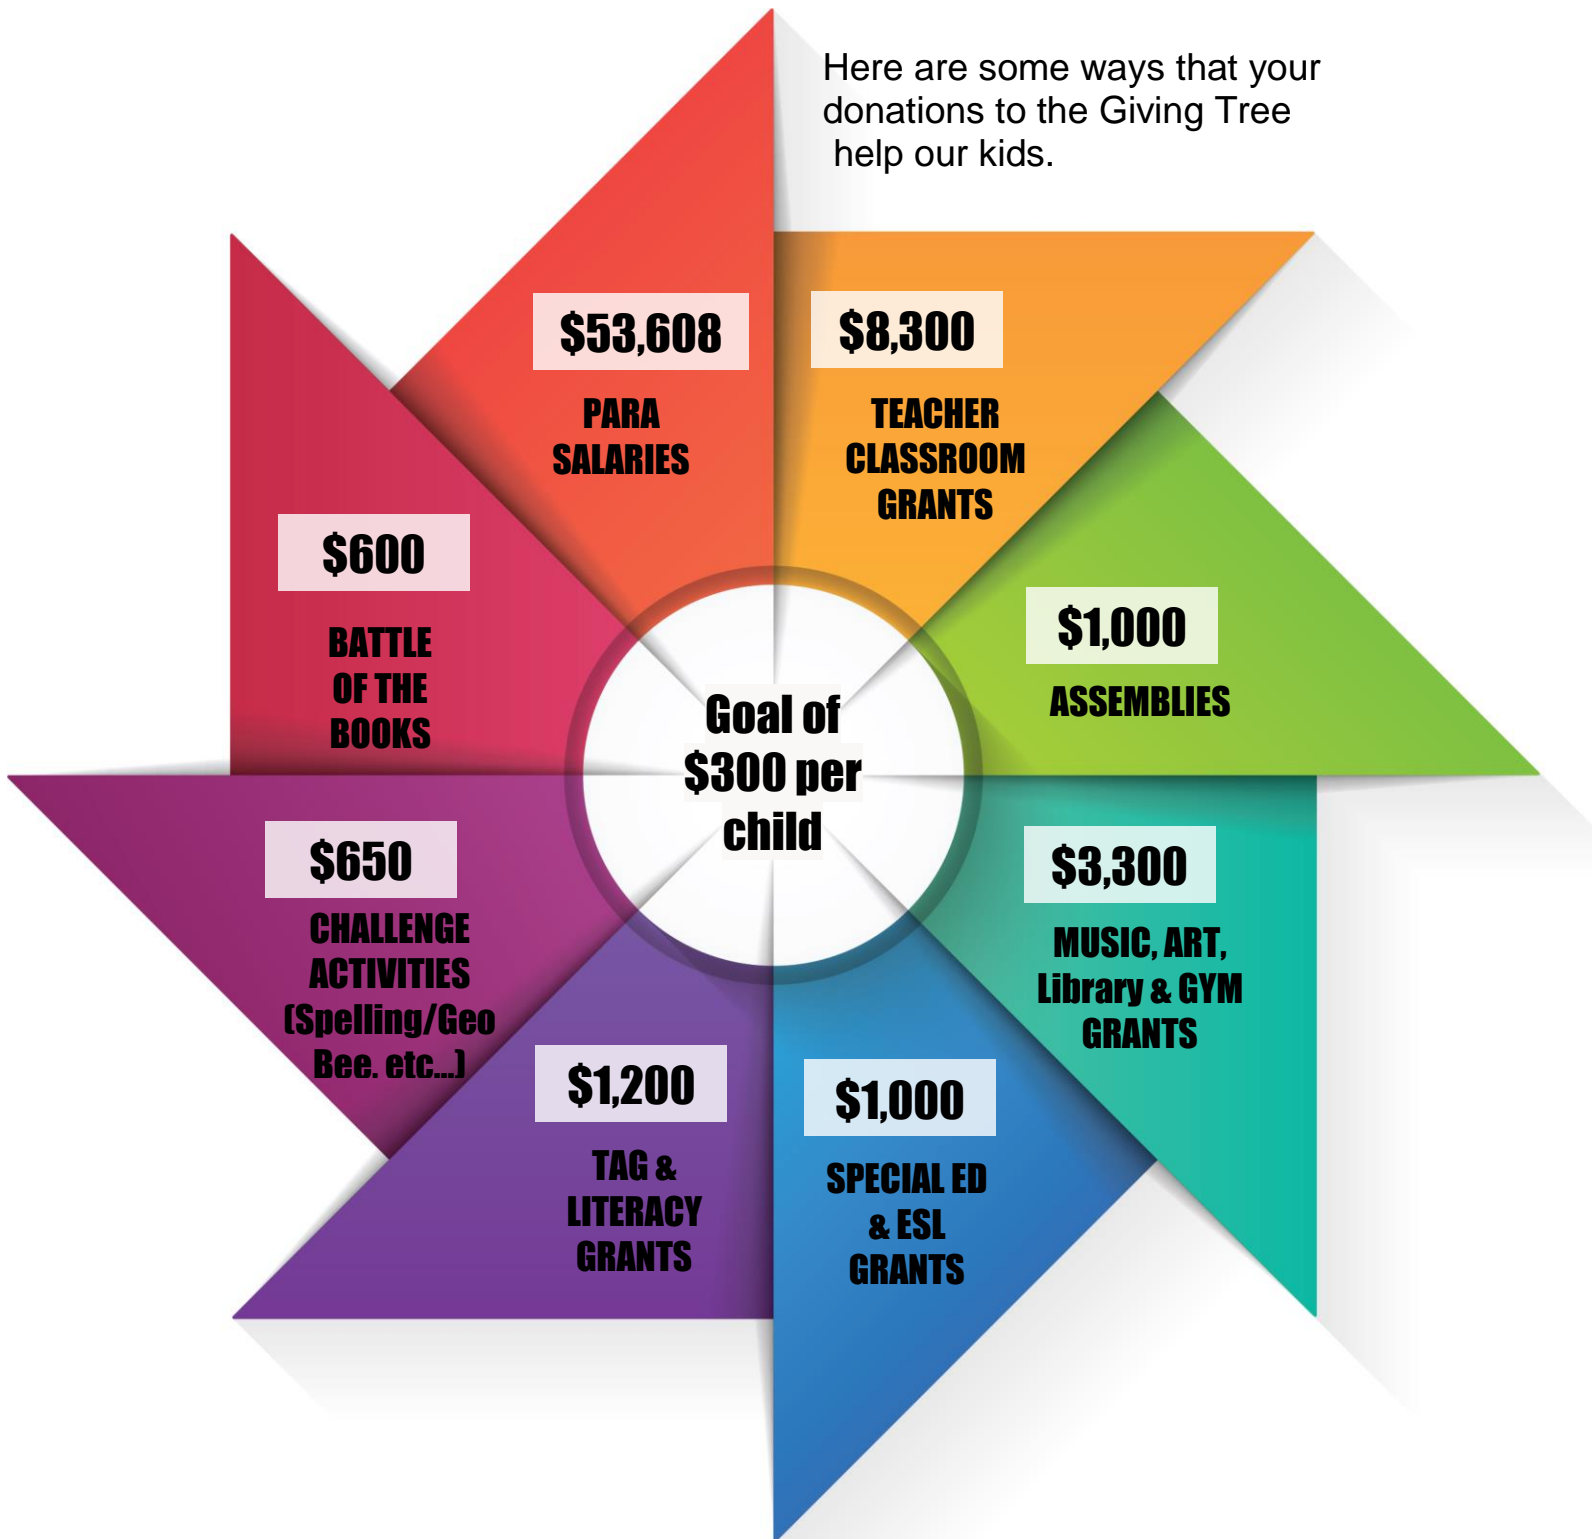 Here are some ways that your
donations to the Giving Tree
help our kids.
$53,608
PARA
SALARIES
$8,300
TEACHER
CLASSROOM
GRANTS
$1,000
ASSEMBLIES
$3,300
MUSIC, ART,
Library & GYM
GRANTS
$1,000
SPECIAL ED
& ESL
GRANTS
$1,200
TAG &
LITERACY
GRANTS
$650
CHALLENGE
ACTIVITIES
(Spelling/Geo
Bee. etc...)
$600
BATTLE
OF THE
BOOKS
Goal of
$300 per
child